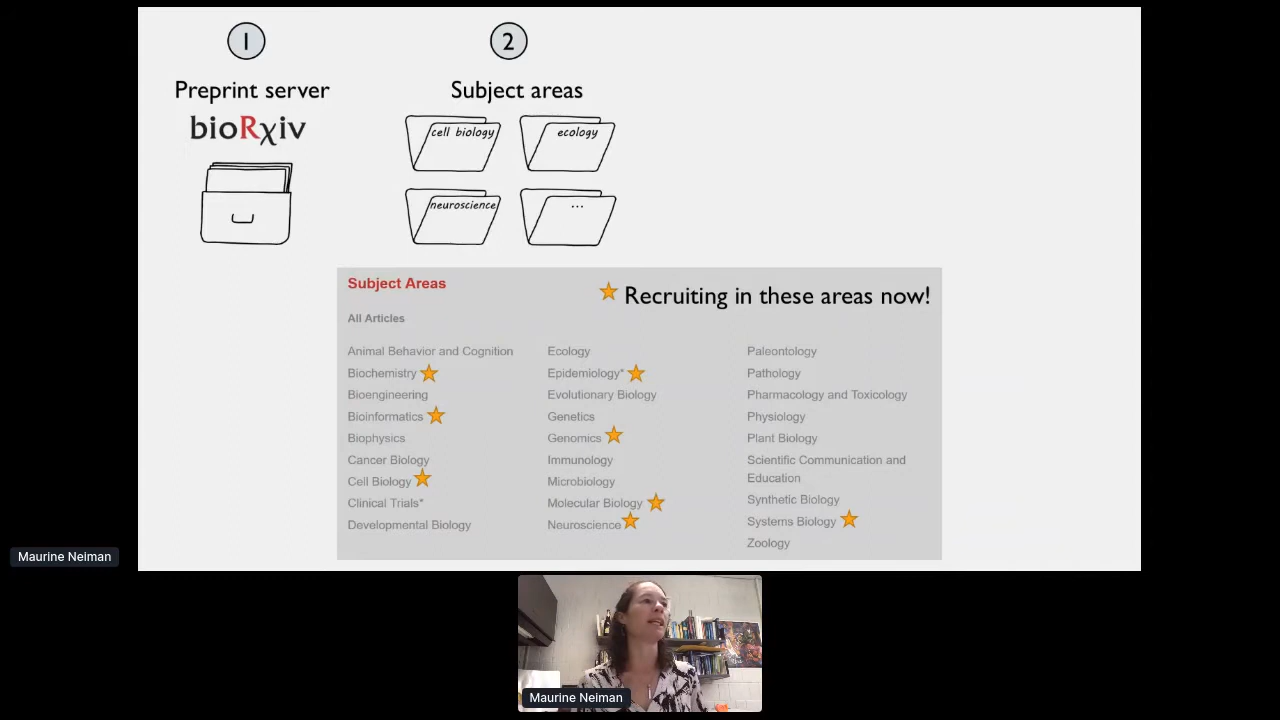 1
2
Preprint server
Subject areas
bioRχiv
cell biology
ecology
neuroscience
...
Subject Areas
Recruiting in these areas now!
All Articles
Animal Behavior and Cognition
Biochemistry
Bioengineering
Bioinformatics
Biophysics
Cancer Biology
Cell Biology
Clinical Trials*
Developmental Biology
Ecology
Epidemiology*
Evolutionary Biology
Genetics
Genomics
Immunology
Microbiology
Molecular Biology
Neuroscience
Paleontology
Pathology
Pharmacology and Toxicology
Physiology
Plant Biology
Scientific Communication and
Education
Synthetic Biology
Systems Biology
Zoology
Maurine Neiman
Maurine Neiman